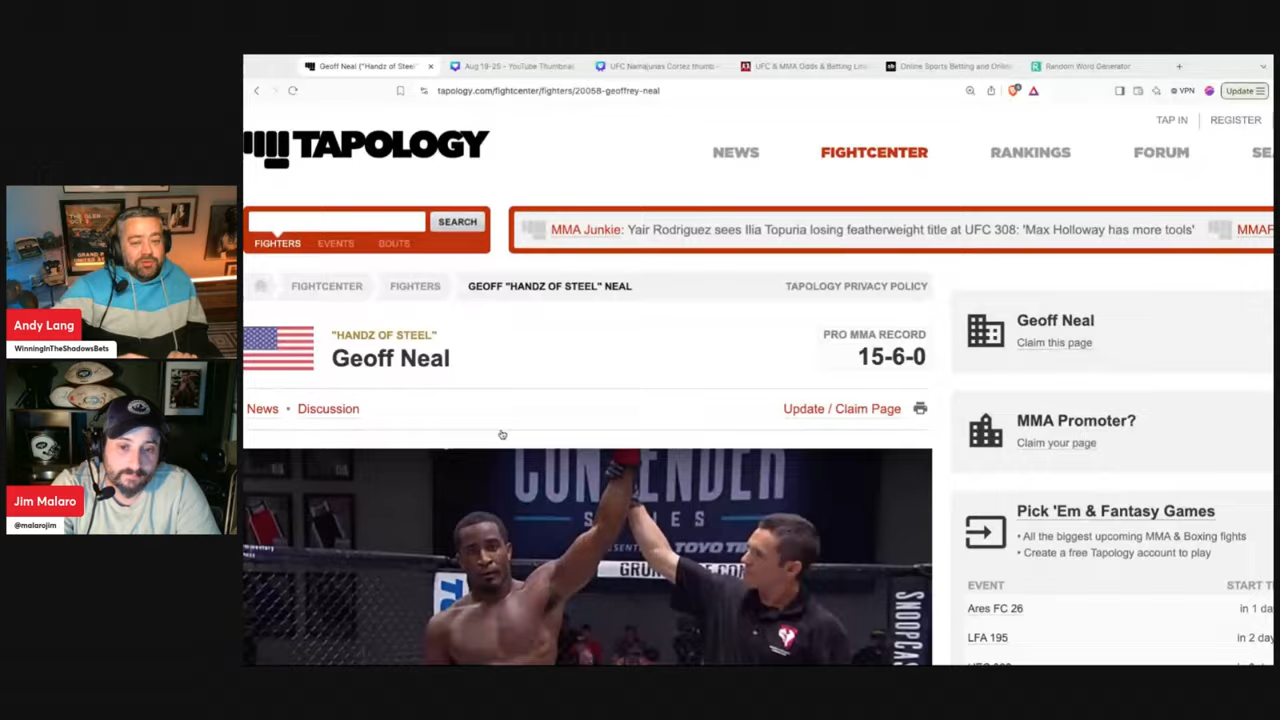 Geoff Neal ("Handz of Steel"
Aug 19-25 - YouTube Thumbnai
UFC Namajunas Cortez thumb
UFC & MMA Odds & Betting Line
Online Sports Betting and Onlin
Random Word Generator
tapology.com/fightcenter/fighters/20058-geoffrey-neal
VPN
Update
TAPOLOGY
TAP IN
REGISTER
NEWS
FIGHTCENTER
RANKINGS
FORUM
SE
SEARCH
FIGHTERS
EVENTS
BOUTS
MMA Junkie: Yair Rodriguez sees Ilia Topuria losing featherweight title at UFC 308: 'Max Holloway has more tools'
MMAF
FIGHTCENTER
FIGHTERS
GEOFF "HANDZ OF STEEL" NEAL
TAPOLOGY PRIVACY POLICY
"HANDZ OF STEEL"
Geoff Neal
PRO MMA RECORD
15-6-0
News • Discussion
Update / Claim Page
Geoff Neal
Claim this page
MMA Promoter?
Claim your page
Pick 'Em & Fantasy Games
• All the biggest upcoming MMA & Boxing fights
• Create a free Tapology account to play
EVENT
START T
Ares FC 26
in 1 da
LFA 195
in 2 day
CONTENDER
SERIES
TOYO TI
SNOOPCAS
Andy Lang
WinningInTheShadowsBets
Jim Malaro
@malarojim